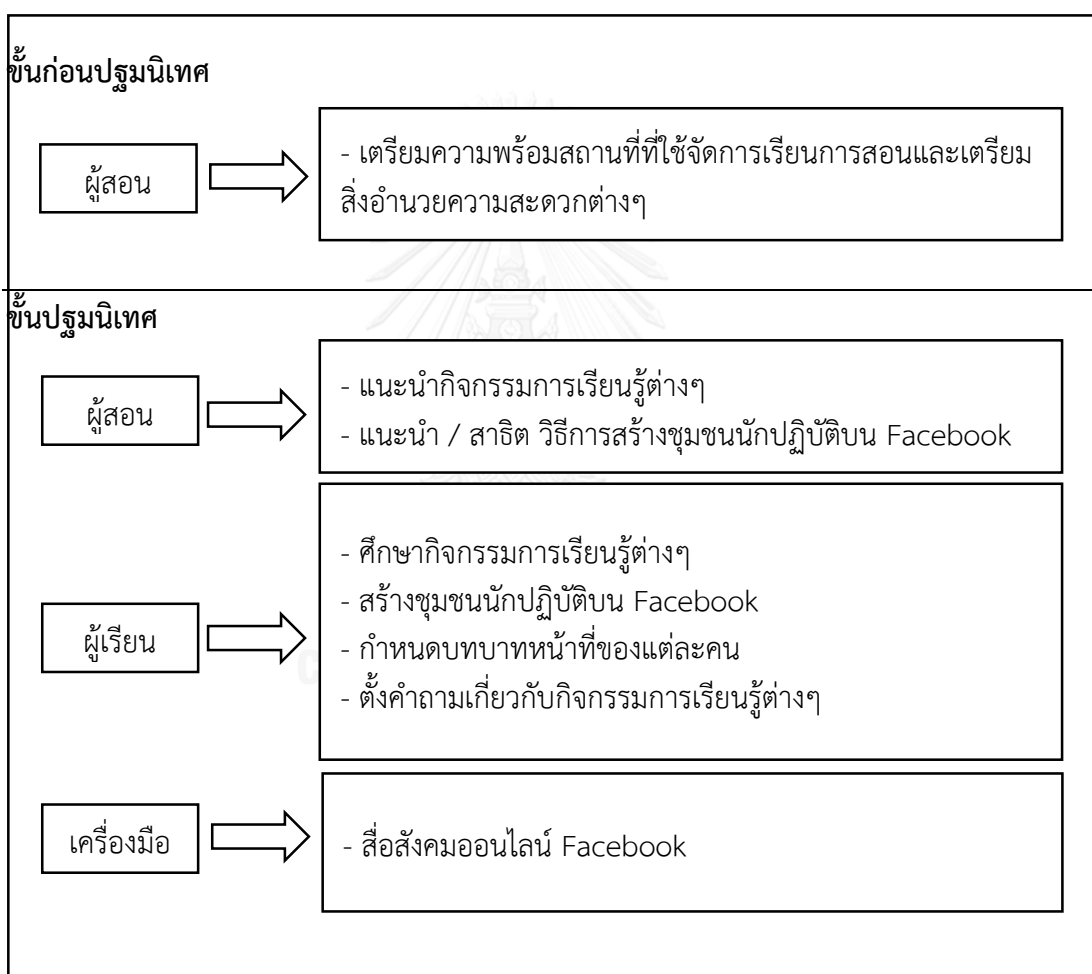 ขั้นก่อนปฐมนิเทศ
ผู้สอน
- เตรียมความพร้อมสถานที่ที่ใช้จัดการเรียนการสอนและเตรียม
สิ่งอำนวยความสะดวกต่างๆ
ขั้นปฐมนิเทศ
ผู้สอน
- แนะนำกิจกรรมการเรียนรู้ต่างๆ
- แนะนำ / สาธิต วิธีการสร้างชุมชนนักปฏิบัติบน Facebook
ผู้เรียน
- ศึกษากิจกรรมการเรียนรู้ต่างๆ
- สร้างชุมชนนักปฏิบัติบน Facebook
- กำหนดบทบาทหน้าที่ของแต่ละคน
- ตั้งคำถามเกี่ยวกับกิจกรรมการเรียนรู้ต่างๆ
เครื่องมือ
- สื่อสังคมออนไลน์ Facebook